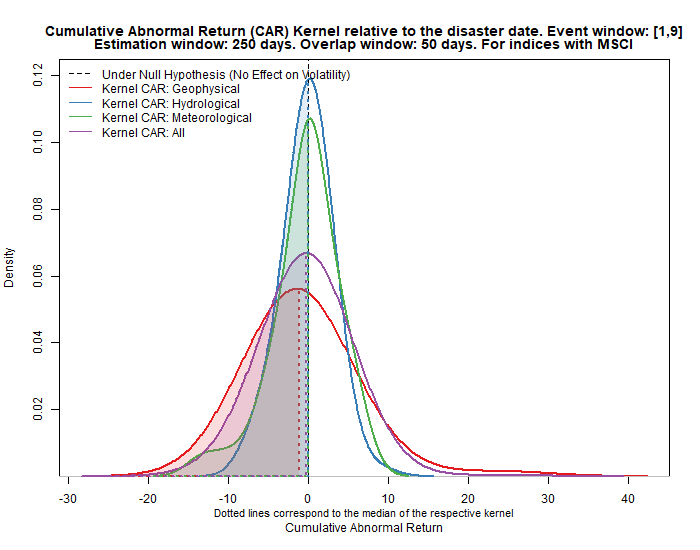 Cumulative Abnormal Return (CAR) Kernel relative to the disaster date. Event window: [1,9]
Estimation window: 250 days. Overlap window: 50 days. For indices with MSCI
Under Null Hypothesis (No Effect on Volatility)
Kernel CAR: Geophysical
Kernel CAR: Hydrological
Kernel CAR: Meteorological
Kernel CAR: All
Density
0.12
0.10
0.08
0.06
0.04
0.02
-30 -20 -10 0 10 20 30 40
Dotted lines correspond to the median of the respective kernel
Cumulative Abnormal Return